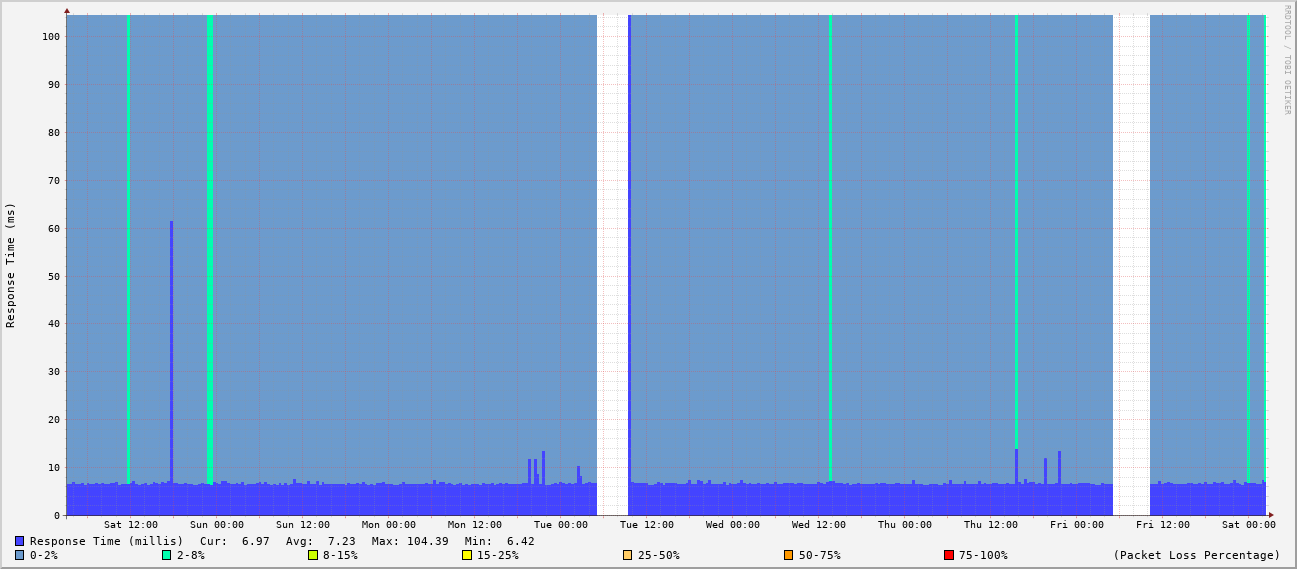 RRDTOOL / TOBI OETIKER
Response Time (ms)
100
90
80
70
60
50
40
30
20
10
0
Sat 12:00 Sun 00:00 Sun 12:00 Mon 00:00 Mon 12:00 Tue 00:00 Tue 12:00 Wed 00:00 Wed 12:00 Thu 00:00 Thu 12:00 Fri 00:00 Fri 12:00 Sat 00:00
Response Time (millis) Cur: 6.97 Avg: 7.23 Max: 104.39 Min: 6.42
0-2% 2-8% 8-15% 15-25% 25-50% 50-75% 75-100% (Packet Loss Percentage)